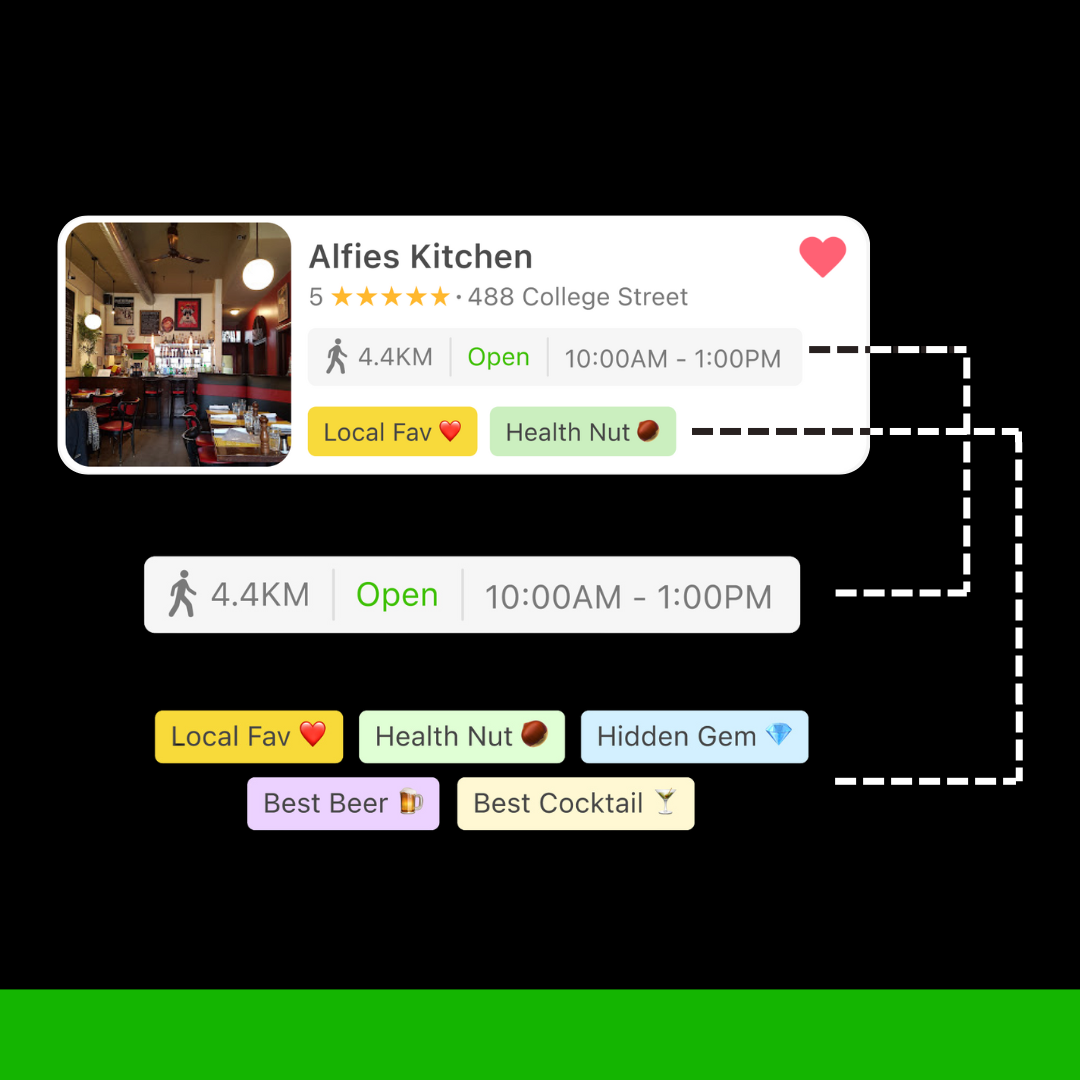 Alfies Kitchen
5 ★★★★★ · 488 College Street
4.4KM Open 10:00AM - 1:00PM
Local Fav ❤️ Health Nut 🌰
4.4KM Open 10:00AM - 1:00PM
Local Fav ❤️ Health Nut 🌰 Hidden Gem 💎
Best Beer 🍺 Best Cocktail 🍸